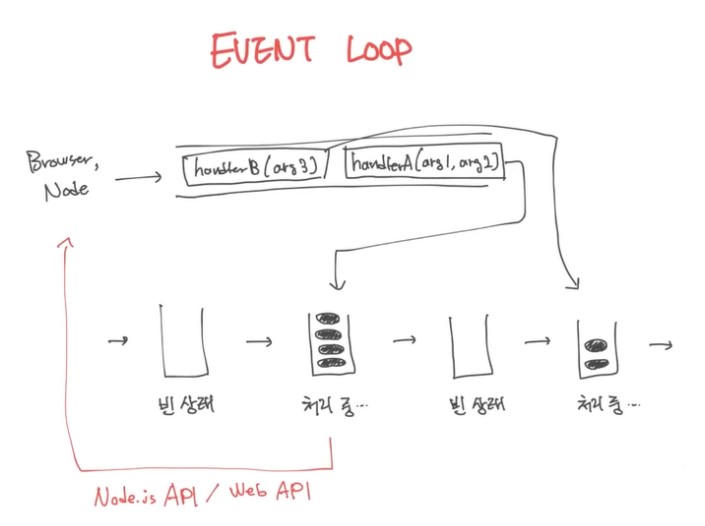 EVENT LOOP
Browser,
Node
handlerB(arg3)
handlerA(arg1, arg2)
빈 상태
처리 중...
빈 상태
처리 중...
Node.js API / Web API